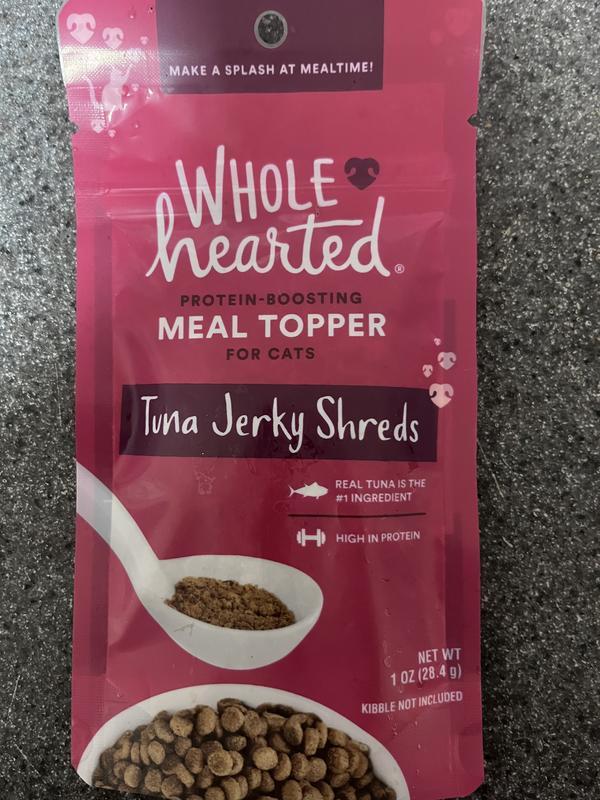 MAKE A SPLASH AT MEALTIME!
WHOLE
hearted®
PROTEIN-BOOSTING
MEAL TOPPER
FOR CATS
Tuna Jerky Shreds
REAL TUNA IS THE
#1 INGREDIENT
HIGH IN PROTEIN
NET WT
1 OZ (28.4 g)
KIBBLE NOT INCLUDED